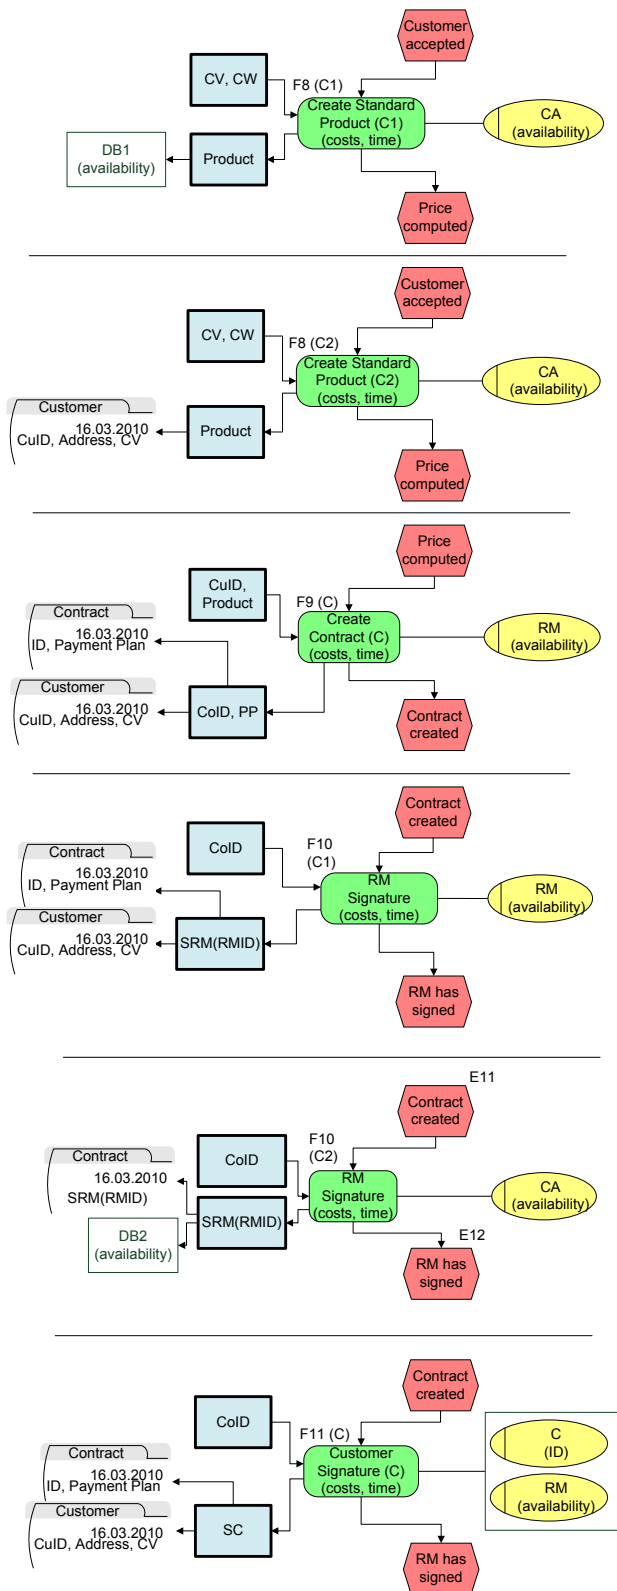 Customer
accepted
CV, CW
F8 (C1)
Create Standard
Product (C1)
(costs, time)
CA
(availability)
DB1
(availability)
Product
Price
computed
Customer
accepted
CV, CW
F8 (C2)
Create Standard
Product (C2)
(costs, time)
CA
(availability)
Customer
16.03.2010
CuID, Address, CV
Product
Price
computed
Price
computed
CuID,
Product
F9 (C)
Create
Contract (C)
(costs, time)
RM
(availability)
Contract
16.03.2010
ID, Payment Plan
Customer
16.03.2010
CuID, Address, CV
CoID, PP
Contract
created
Contract
created
CoID
F10
(C1)
RM
Signature
(costs, time)
RM
(availability)
Contract
16.03.2010
ID, Payment Plan
Customer
16.03.2010
CuID, Address, CV
SRM(RMID)
RM has
signed
E11
Contract
created
CoID
F10
(C2)
RM
Signature
(costs, time)
CA
(availability)
Contract
16.03.2010
SRM(RMID)
SRM(RMID)
DB2
(availability)
E12
RM has
signed
Contract
created
CoID
F11 (C)
Customer
Signature (C)
(costs, time)
C
(ID)
RM
(availability)
Contract
16.03.2010
ID, Payment Plan
Customer
16.03.2010
CuID, Address, CV
SC
RM has
signed